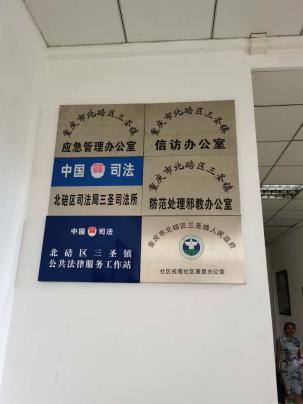 重庆市北碚区三圣镇
应急管理办公室
重庆市北碚区三圣镇
信访办公室
中国 司法
北碚区司法局三圣司法所
重庆市北碚区三圣镇
防范处理邪教办公室
中国 司法
北碚区三圣镇
公共法律服务工作站
重庆市北碚区三圣镇人民政府
社区戒毒社区康复办公室